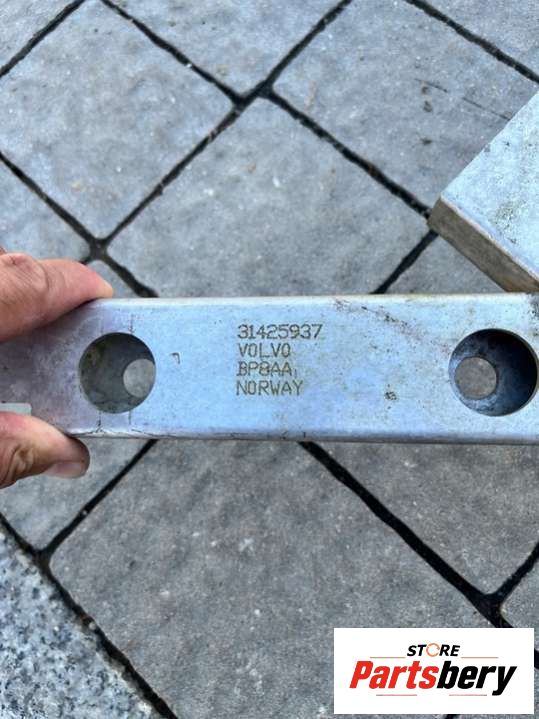 31425937
VOLVO
BP8AA
NORWAY
STORE
Partsbery